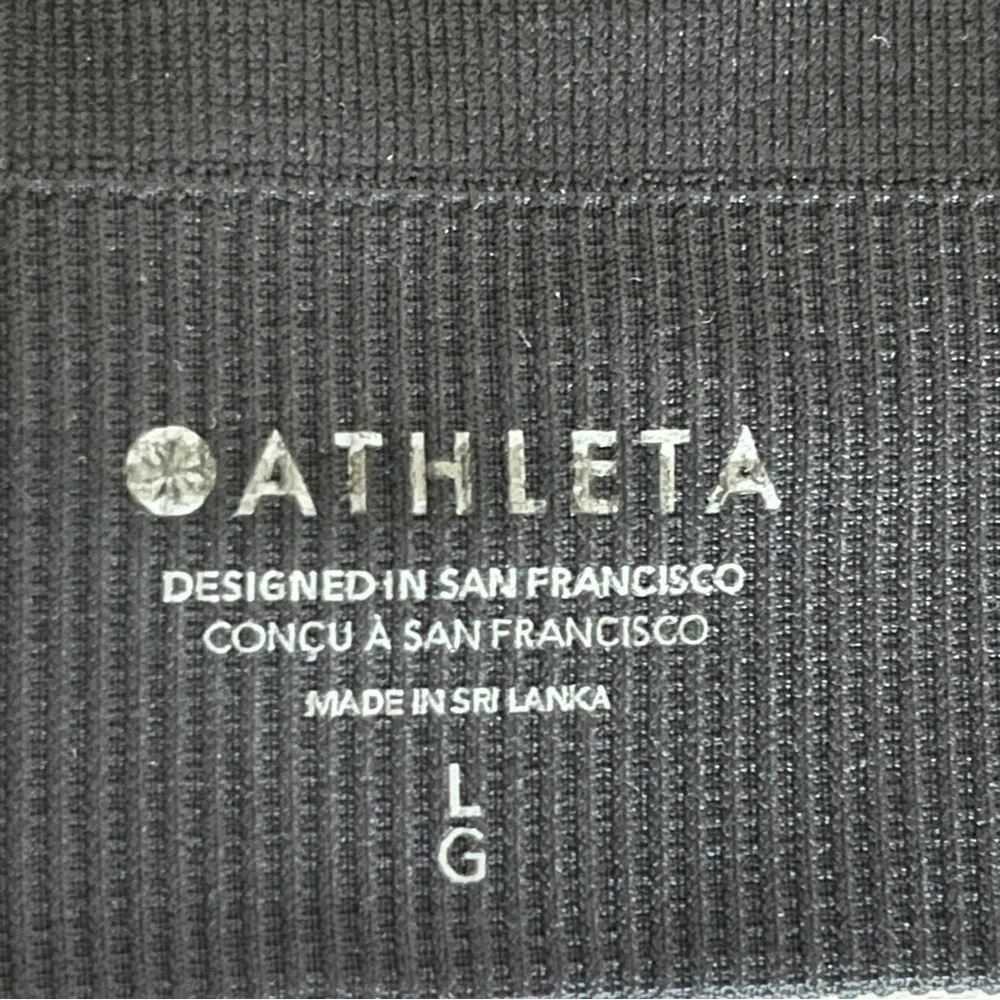 ATHLETA
DESIGNED IN SAN FRANCISCO
CONÇU À SAN FRANCISCO
MADE IN SRI LANKA
L
G